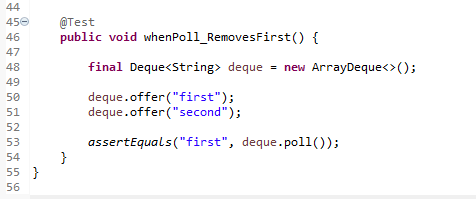 44
45 @Test
46 public void whenPoll_RemovesFirst() {
47
48 final Deque<String> deque = new ArrayDeque<>();
49
50 deque.offer("first");
51 deque.offer("second");
52
53 assertEquals("first", deque.poll());
54 }
55 }
56